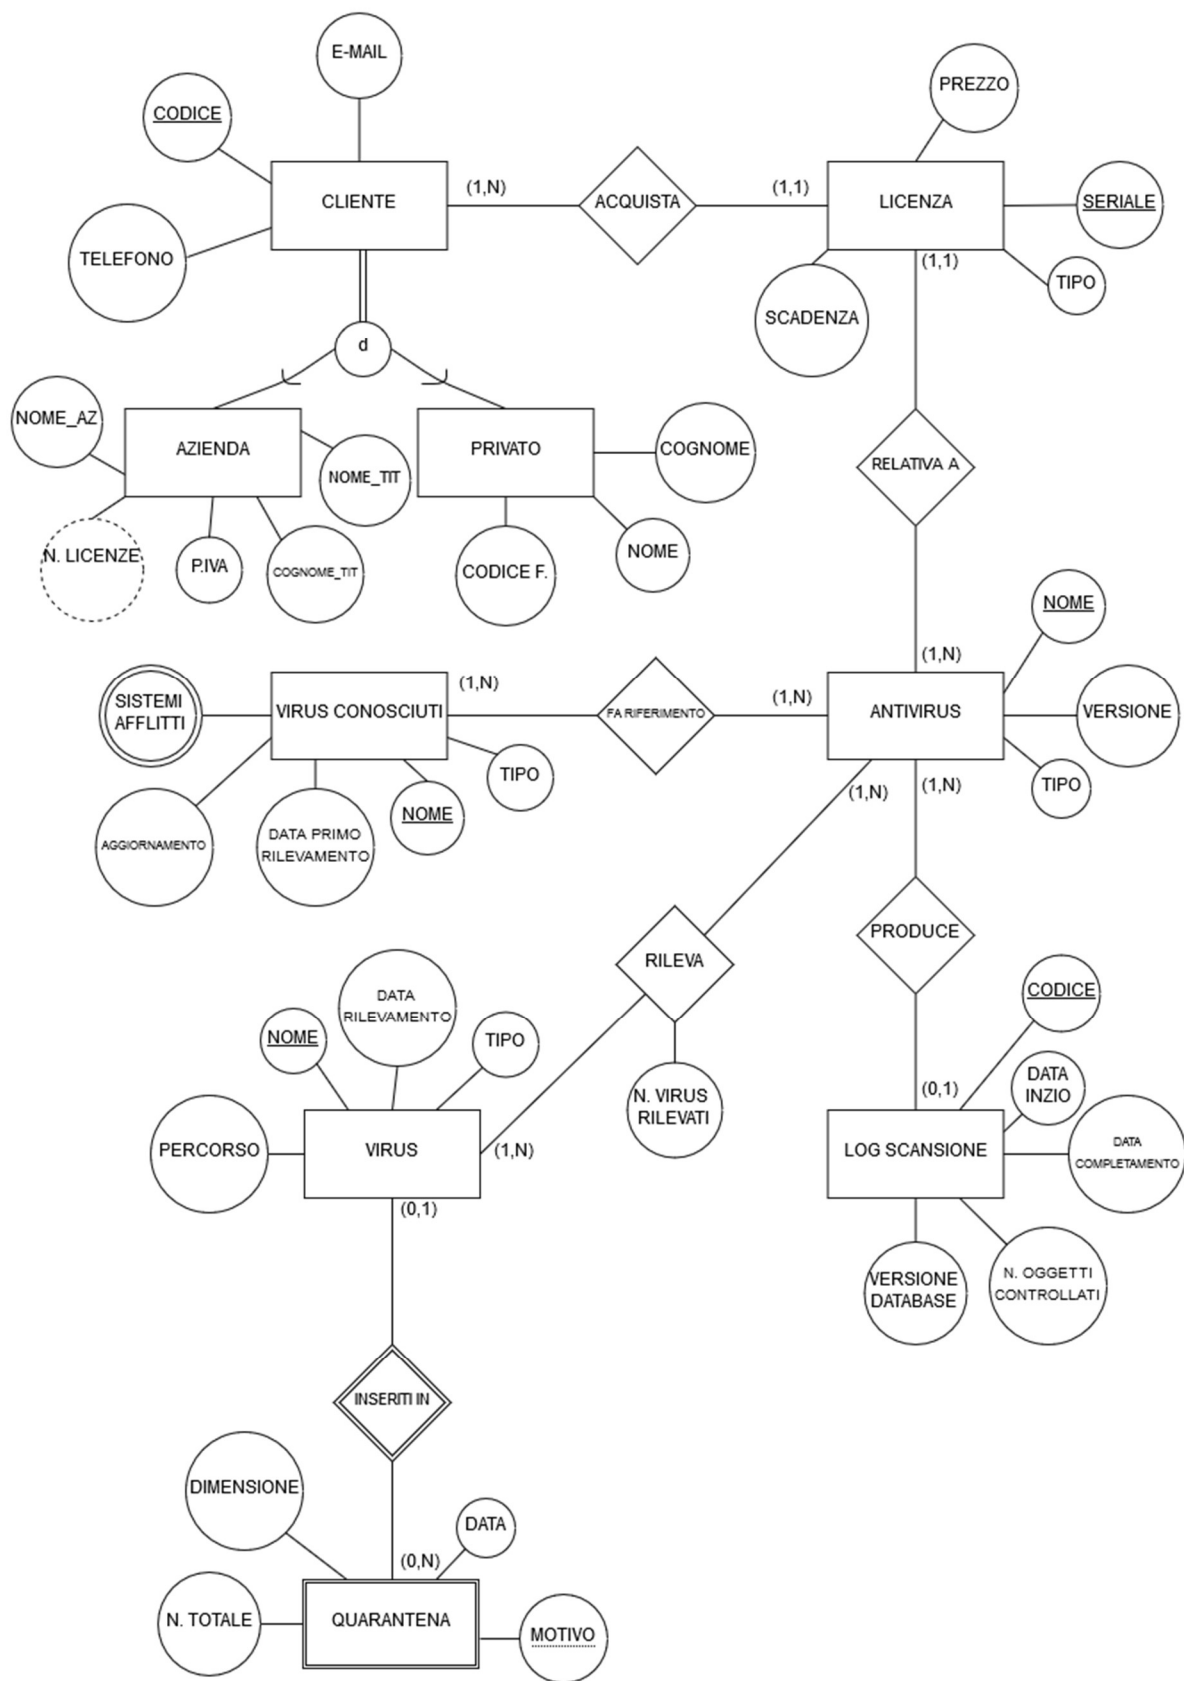 E-MAIL
PREZZO
CODICE
(1,N)
(1,1)
CLIENTE
ACQUISTA
LICENZA
SERIALE
TELEFONO
(1,1)
TIPO
SCADENZA
d
NOME_AZ
AZIENDA
PRIVATO
COGNOME
NOME_TIT
RELATIVA A
N. LICENZE
P.IVA
COGNOME_TIT
CODICE F.
NOME
NOME
(1,N)
(1,N)
(1,N)
SISTEMI
AFFLITTI
VIRUS CONOSCIUTI
FA RIFERIMENTO
ANTIVIRUS
VERSIONE
TIPO
TIPO
(1,N)
(1,N)
NOME
AGGIORNAMENTO
DATA PRIMO
RILEVAMENTO
PRODUCE
RILEVA
CODICE
DATA
RILEVAMENTO
NOME
TIPO
DATA
INZIO
(0,1)
N. VIRUS
RILEVATI
PERCORSO
VIRUS
(1,N)
LOG SCANSIONE
DATA
COMPLETAMENTO
(0,1)
VERSIONE
DATABASE
N. OGGETTI
CONTROLLATI
INSERITI IN
DIMENSIONE
DATA
(0,N)
N. TOTALE
QUARANTENA
MOTIVO